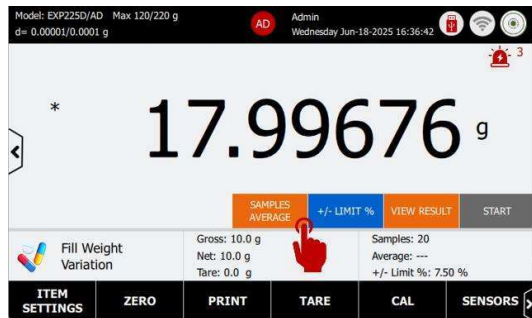 Model: EXP225D/AD Max 120/220 g
d= 0.00001/0.0001 g
AD
Admin
Wednesday Jun-18-2025 16:36:42
3
* 17.99676 g
SAMPLES
AVERAGE
+/- LIMIT %
VIEW RESULT
START
Fill Weight
Variation
Gross: 10.0 g
Net: 10.0 g
Tare: 0.0 g
Samples: 20
Average: ---
+/- Limit %: 7.50 %
ITEM
SETTINGS
ZERO
PRINT
TARE
CAL
SENSORS